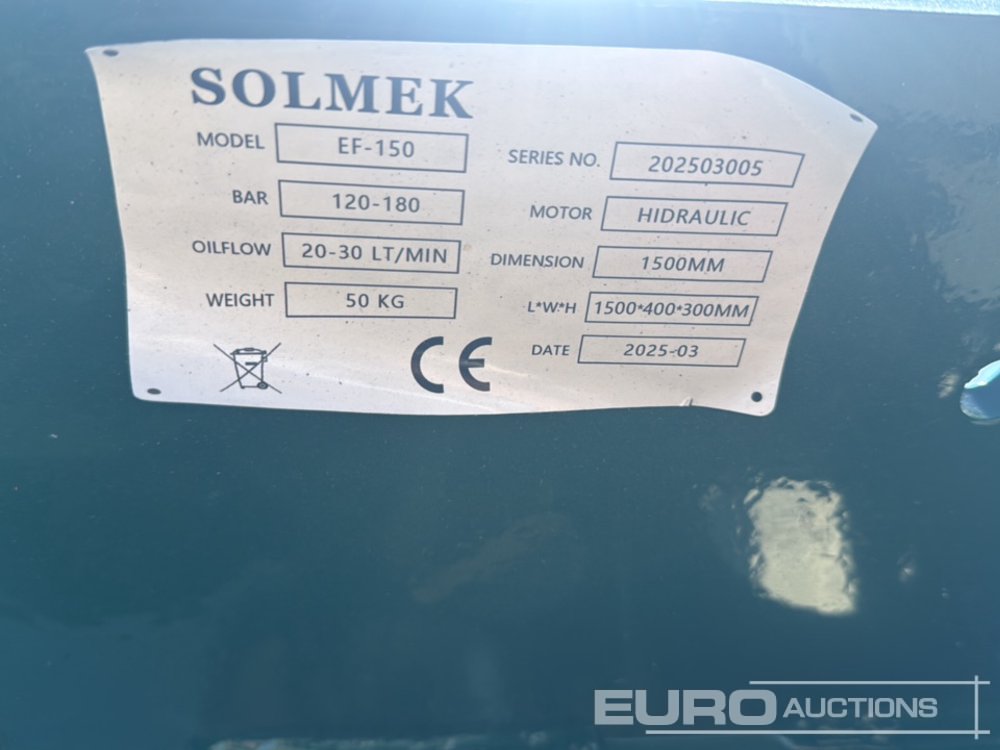 SOLMEK
MODEL EF-150
BAR 120-180
OILFLOW 20-30 LT/MIN
WEIGHT 50 KG
SERIES NO. 202503005
MOTOR HIDRAULIC
DIMENSION 1500MM
L*W*H 1500*400*300MM
DATE 2025-03
CE
EURO AUCTIONS